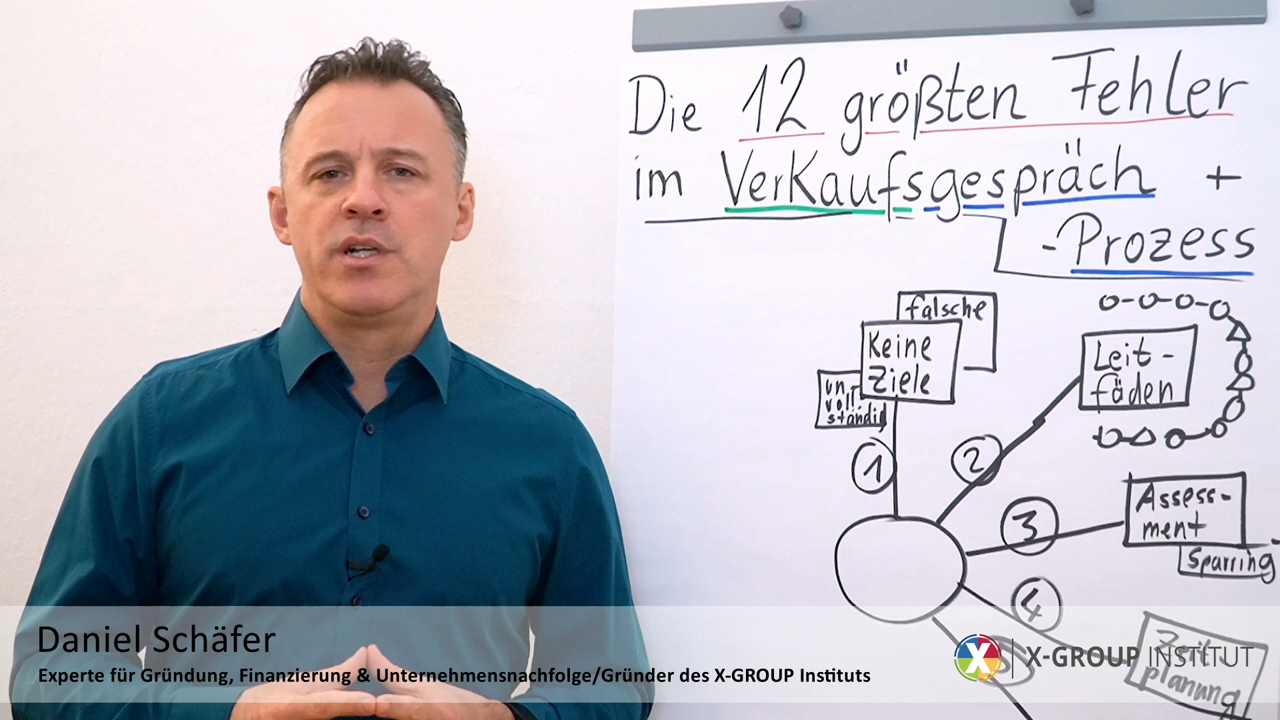 Die 12 größten Fehler
im Verkaufsgespräch +
-Prozess
falsche
Keine
Ziele
un
voll
ständig
Leit-
fäden
1
2
3
Assess-
ment
Sparring
4
5
Zeit-
planung
Daniel Schäfer
Experte für Gründung, Finanzierung & Unternehmensnachfolge/Gründer des X-GROUP Instituts
X
X-GROUP INSTITUT